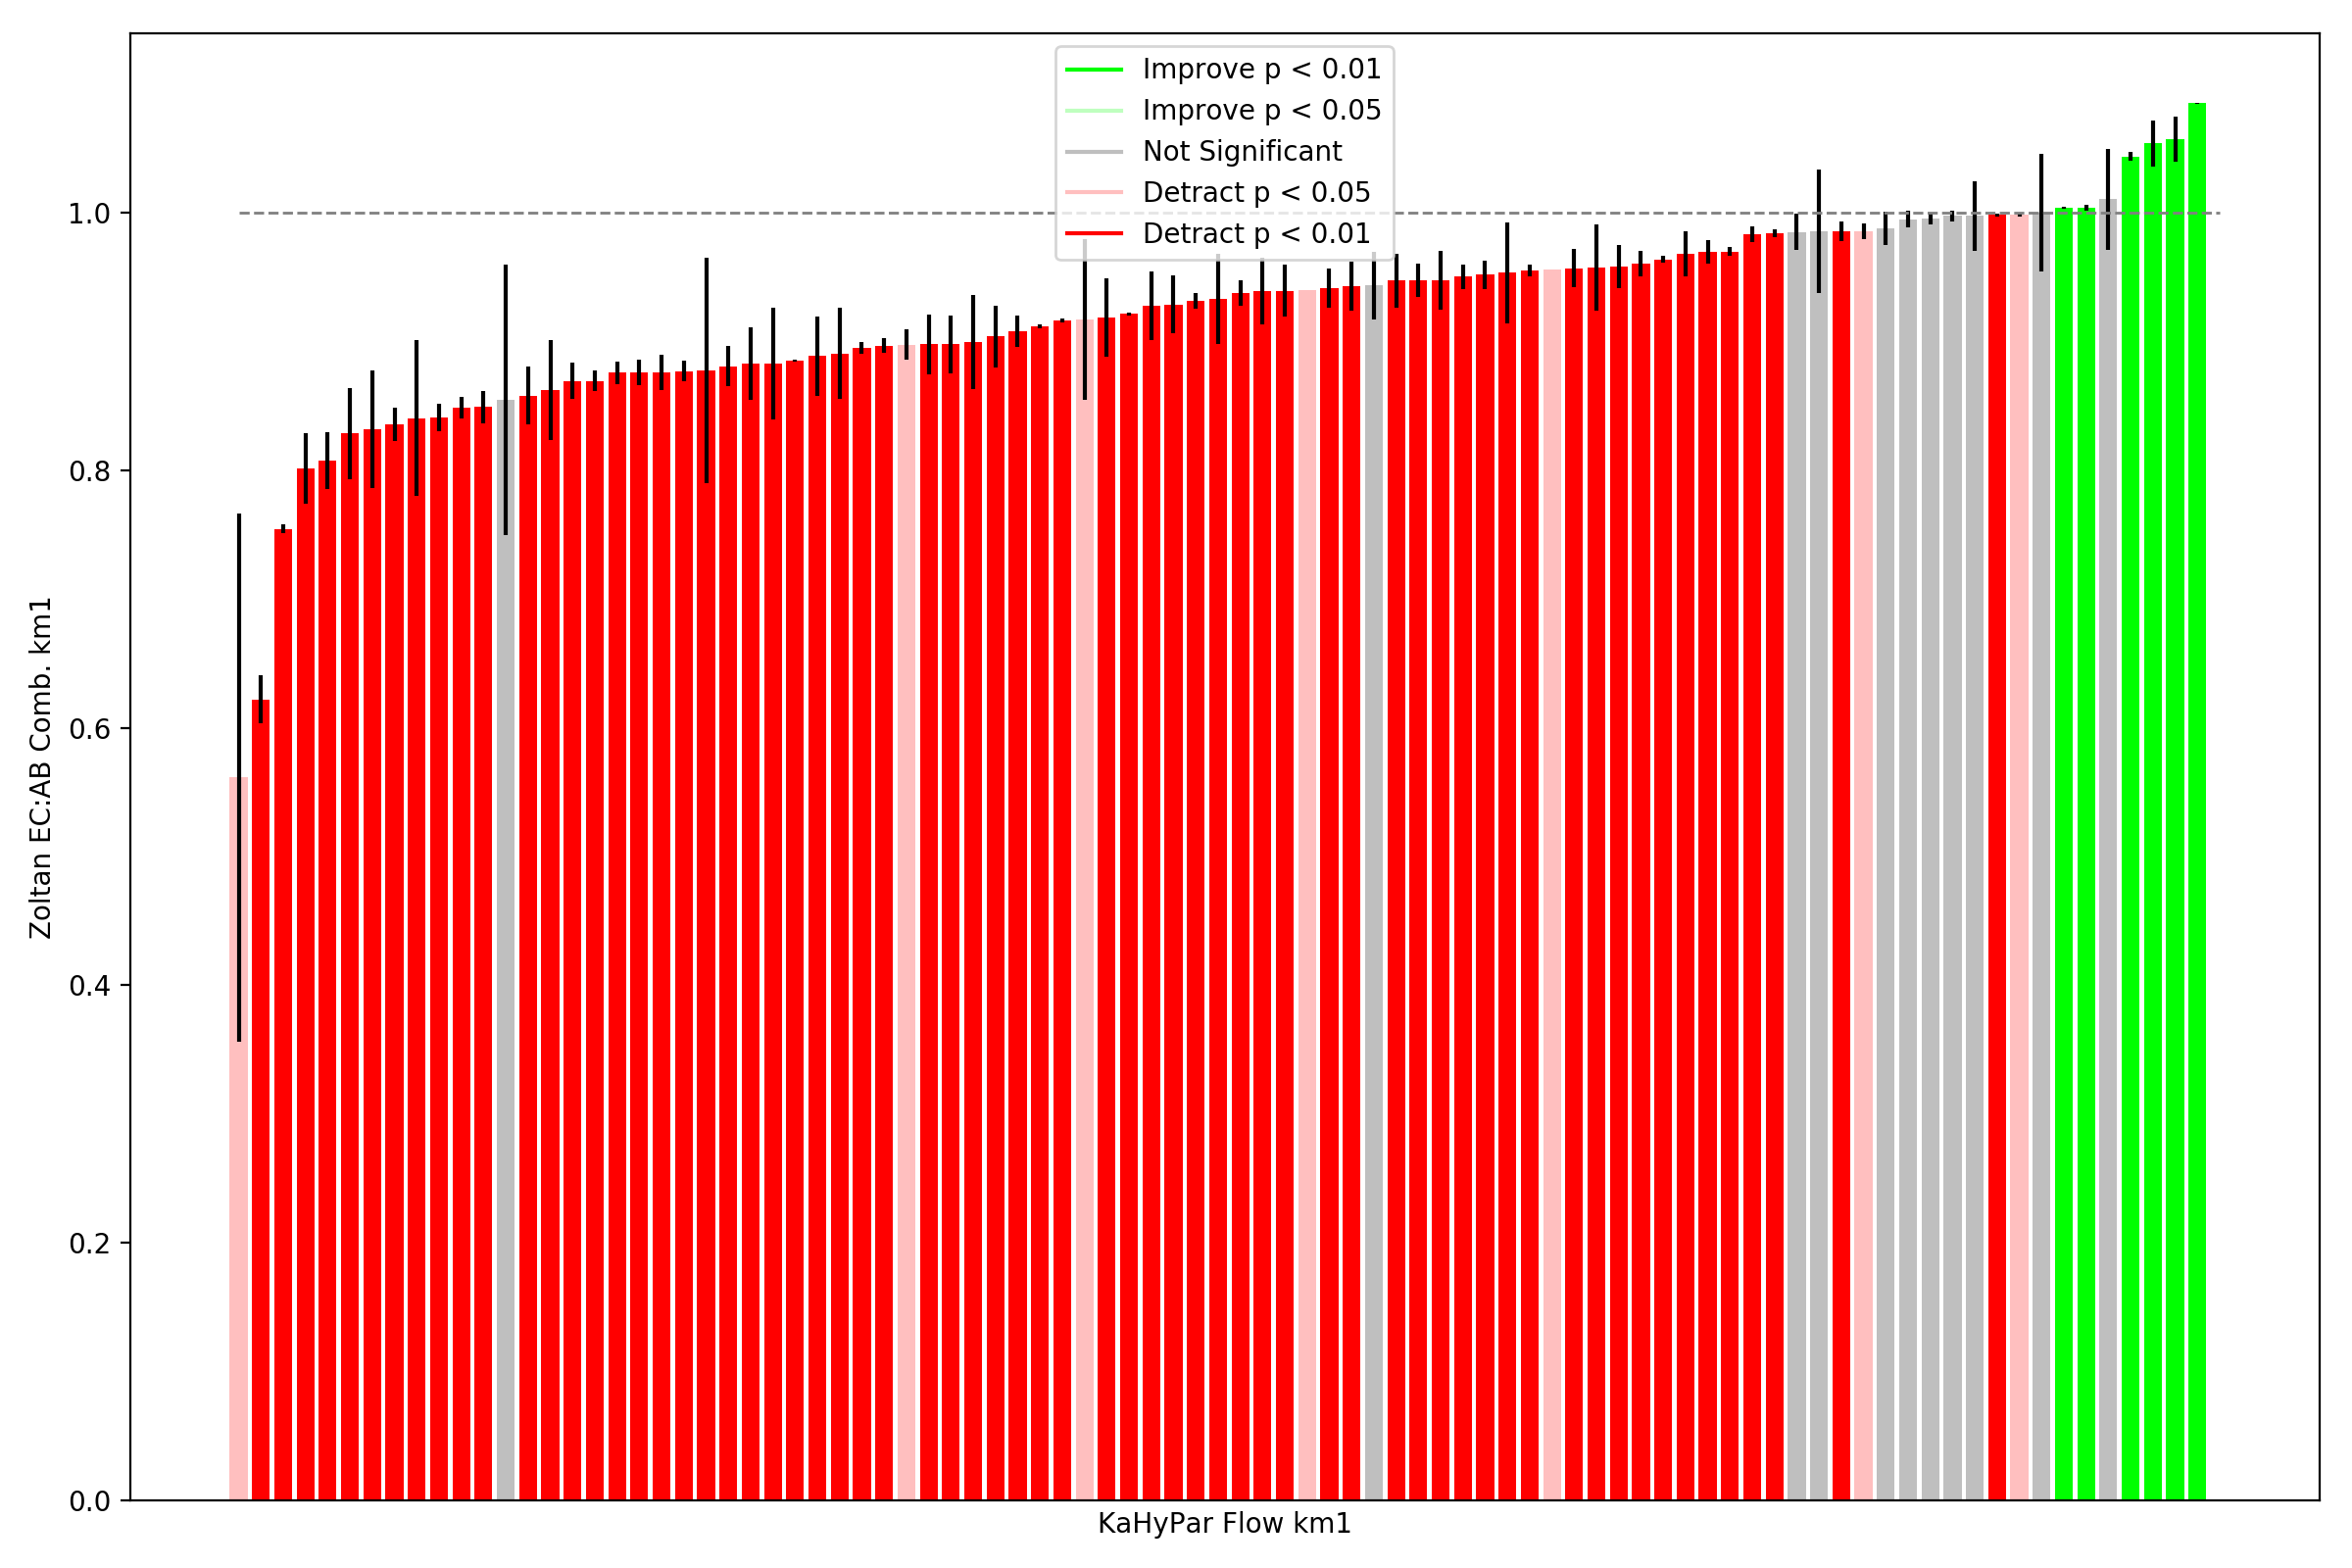 Improve p < 0.01
Improve p < 0.05
Not Significant
Detract p < 0.05
Detract p < 0.01
1.0
0.8
0.6
0.4
0.2
0.0
Zoltan EC:AB Comb. km1
KaHyPar Flow km1